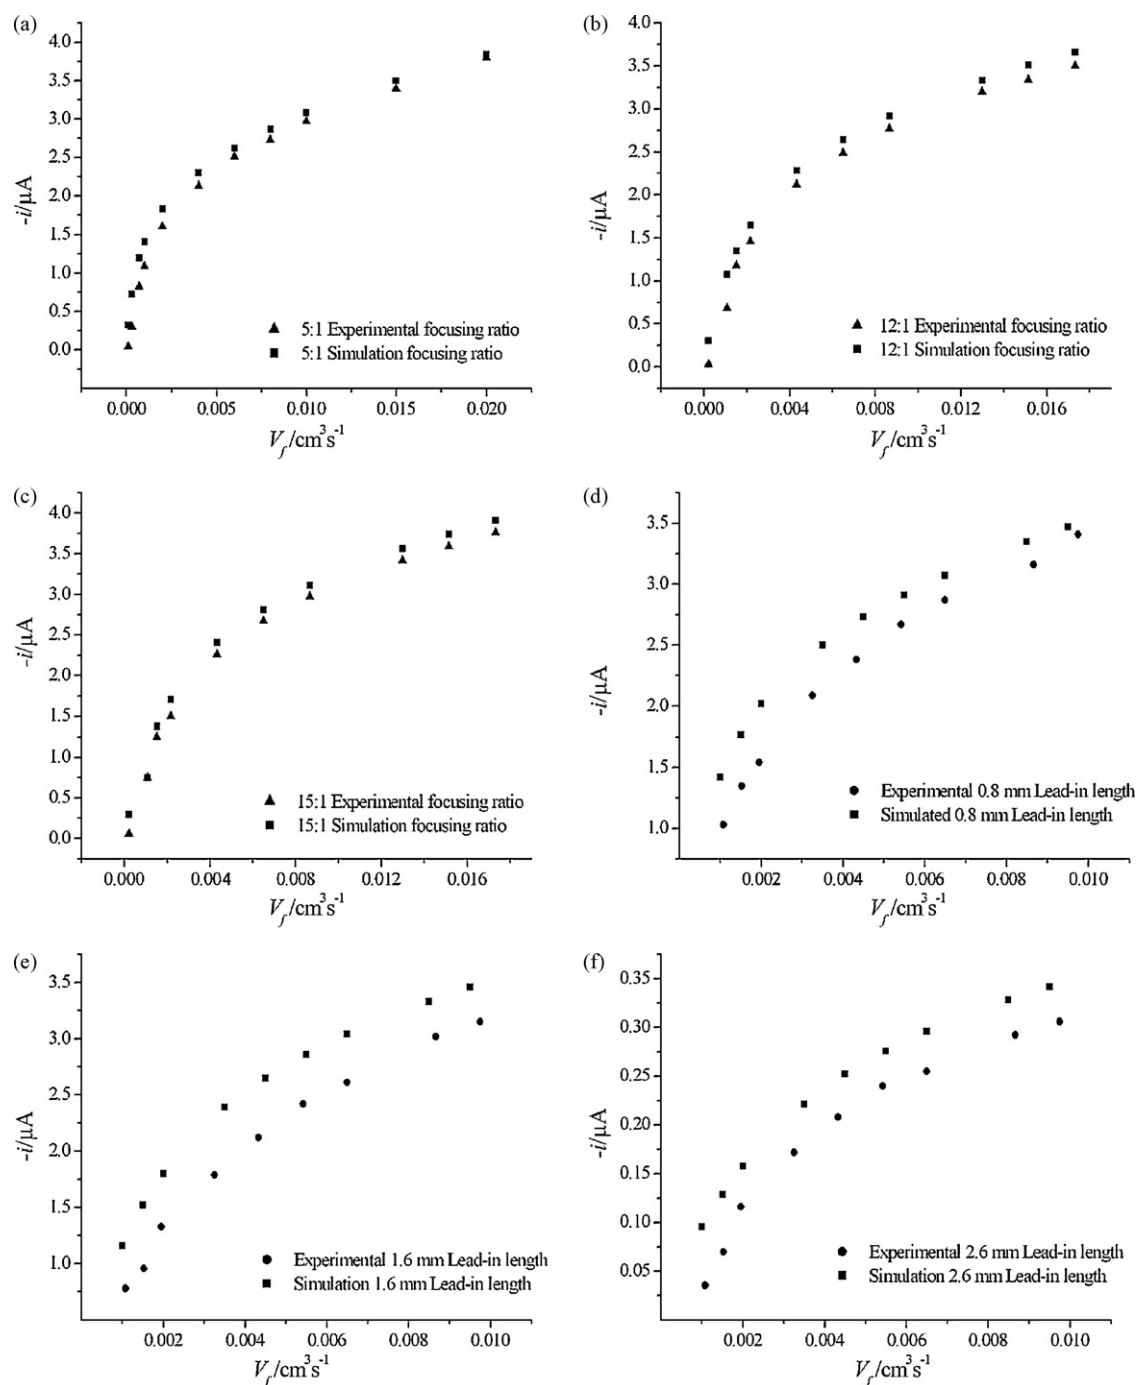 (a)
4.0
3.5
3.0
2.5
2.0
1.5
1.0
0.5
0.0
-i/μA
▲ 5:1 Experimental focusing ratio
■ 5:1 Simulation focusing ratio
0.000 0.005 0.010 0.015 0.020
V_f/cm³s⁻¹
(b)
4.0
3.5
3.0
2.5
2.0
1.5
1.0
0.5
0.0
-i/μA
▲ 12:1 Experimental focusing ratio
■ 12:1 Simulation focusing ratio
0.000 0.004 0.008 0.012 0.016
V_f/cm³s⁻¹
(c)
4.0
3.5
3.0
2.5
2.0
1.5
1.0
0.5
0.0
-i/μA
▲ 15:1 Experimental focusing ratio
■ 15:1 Simulation focusing ratio
0.000 0.004 0.008 0.012 0.016
V_f/cm³s⁻¹
(d)
3.5
3.0
2.5
2.0
1.5
1.0
-i/μA
● Experimental 0.8 mm Lead-in length
■ Simulated 0.8 mm Lead-in length
0.002 0.004 0.006 0.008 0.010
V_f/cm³s⁻¹
(e)
3.5
3.0
2.5
2.0
1.5
1.0
-i/μA
● Experimental 1.6 mm Lead-in length
■ Simulation 1.6 mm Lead-in length
0.002 0.004 0.006 0.008 0.010
V_f/cm³s⁻¹
(f)
0.35
0.30
0.25
0.20
0.15
0.10
0.05
-i/μA
● Experimental 2.6 mm Lead-in length
■ Simulation 2.6 mm Lead-in length
0.002 0.004 0.006 0.008 0.010
V_f/cm³s⁻¹